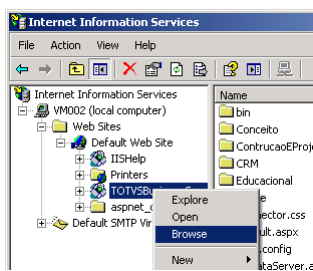 Internet Information Services
File Action View Help
Internet Information Services
VM002 (local computer)
Web Sites
Default Web Site
IISHelp
Printers
TOTVSBusi
aspnet_c
Default SMTP Vir
Explore
Open
Browse
New
Name
bin
Conceito
ContrucaoEProje
CRM
Educacional
e
ector.css
ult.aspx
.config
ataServer.a